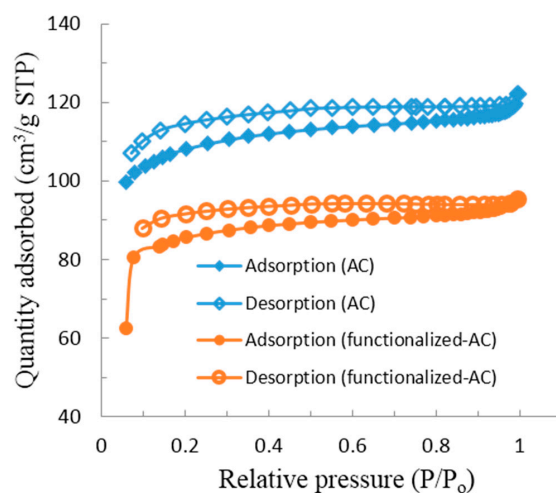 Quantity adsorbed (cm³/g STP)
140
120
100
80
60
40
0
0.2
0.4
0.6
0.8
1
Relative pressure (P/Pₒ)
Adsorption (AC)
Desorption (AC)
Adsorption (functionalized-AC)
Desorption (functionalized-AC)